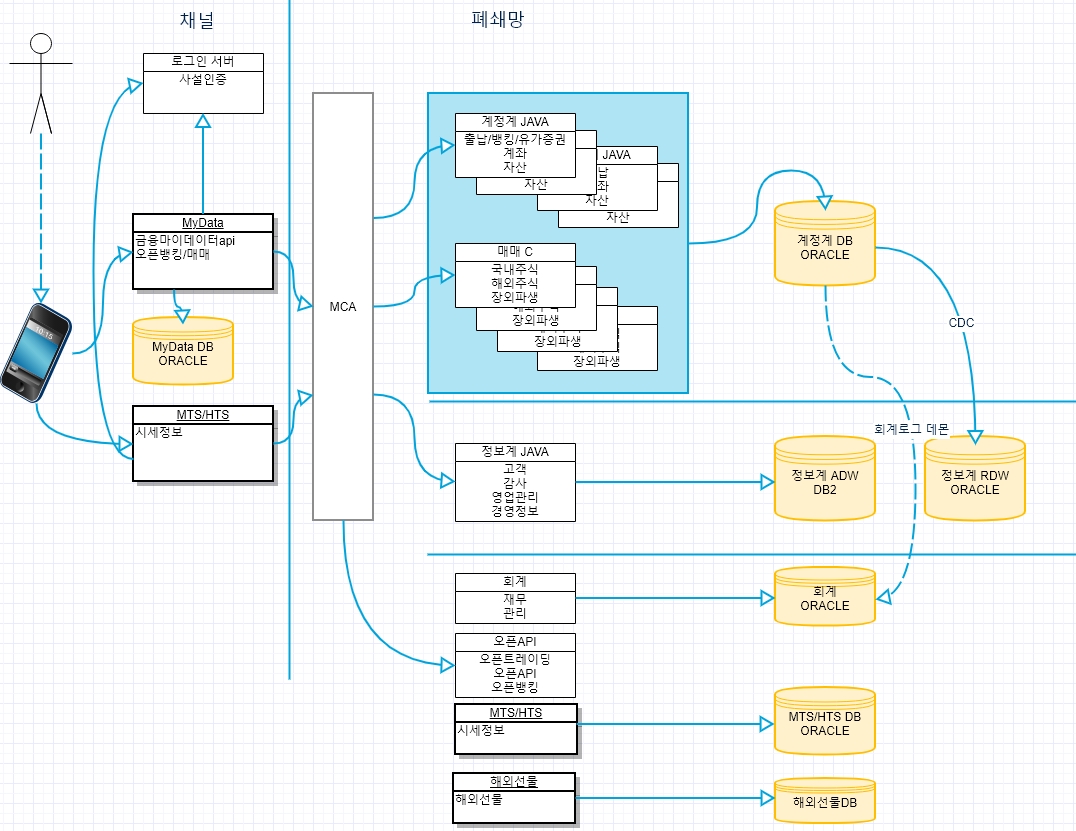 채널
폐쇄망
로그인 서버
사설인증
MyData
금융마이데이터api
오픈뱅킹/매매
MyData DB
ORACLE
MTS/HTS
시세정보
10:15
MCA
계정계 JAVA
출납/뱅킹/유가증권
계좌
자산
자산
JAVA
납
좌
자산
자산
매매 C
국내주식
해외주식
장외파생
장외파생
장외파생
장외파생
계정계 DB
ORACLE
CDC
회계로그 데몬
정보계 JAVA
고객
감사
영업관리
경영정보
정보계 ADW
DB2
정보계 RDW
ORACLE
회계
재무
관리
회계
ORACLE
오픈API
오픈트레이딩
오픈API
오픈뱅킹
MTS/HTS
시세정보
MTS/HTS DB
ORACLE
해외선물
해외선물
해외선물DB